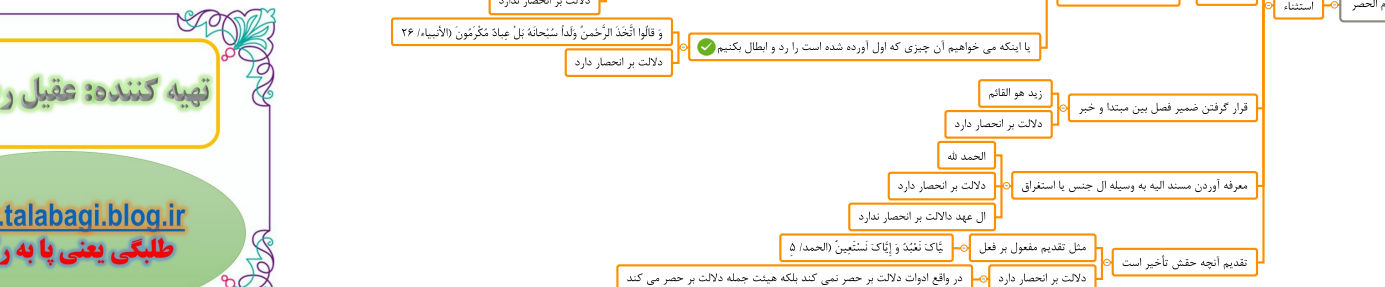 دلالت بر انحصار ندارد
م الحصر
استثناء
وَ قالُوا اتَّخَذَ الرَّحْمنُ وَلَداً سُبْحانَهُ بَلْ عِبادٌ مُكْرَمُونَ (الأنبياء/ ۲۶
یا اینکه می خواهیم آن چیزی که اول آورده شده است را رد و ابطال بکنیم
دلالت بر انحصار دارد
قرار گرفتن ضمیر فصل بین مبتدا و خبر
زید هو القائم
دلالت بر انحصار دارد
معرفه آوردن مسند الیه به وسیله ال جنس یا استغراق
الحمد لله
دلالت بر انحصار دارد
ال عهد دالالت بر انحصار ندارد
تقدیم آنچه حقش تأخیر است
مثل تقدیم مفعول بر فعل
يَّاكَ نَعْبُدُ وَ إِيَّاكَ نَسْتَعِينُ (الحمد/ ۵
دلالت بر انحصار دارد
در واقع ادوات دلالت بر حصر نمی کند بلکه هیئت جمله دلالت بر حصر می کند
تهیه کننده: عقیل ر
.talabagi.blog.ir
طلبگی یعنی پا به ر